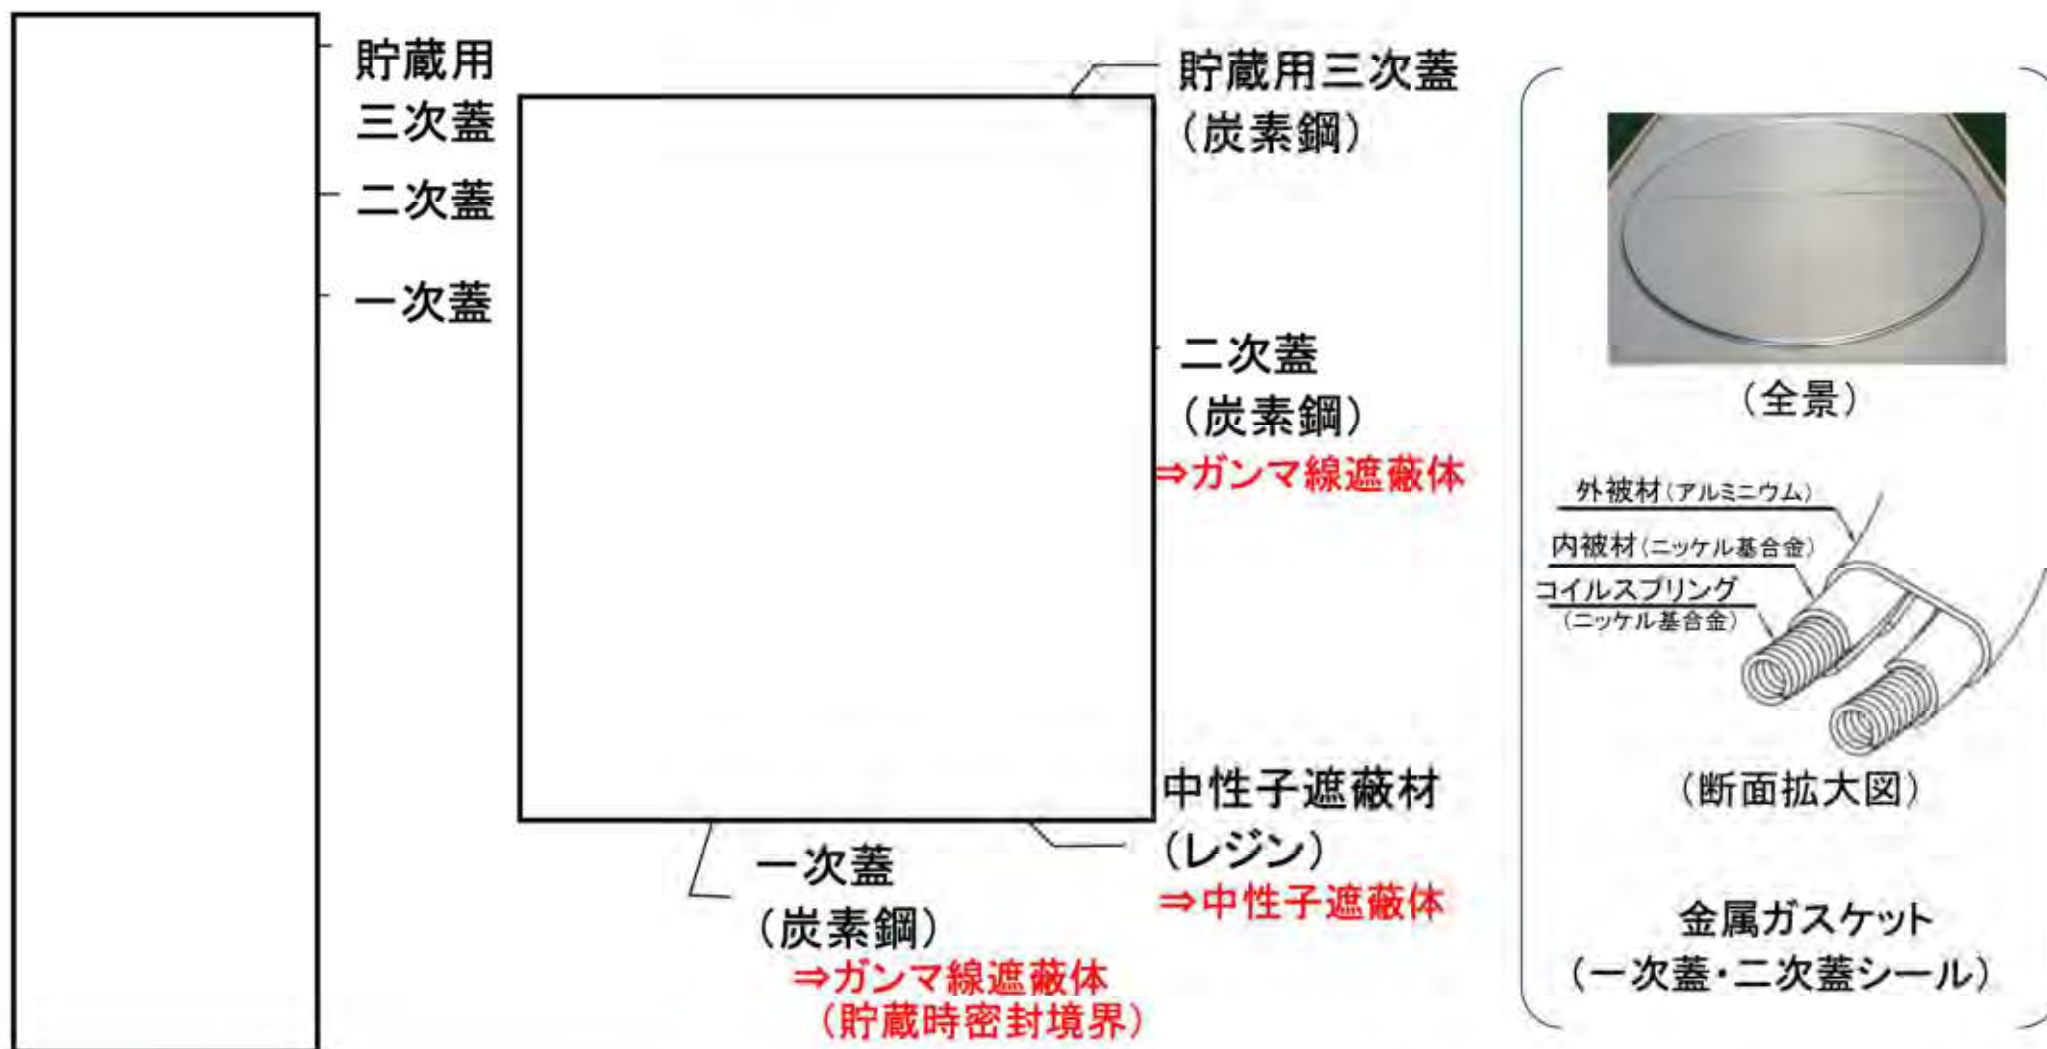 貯蔵用
三次蓋
二次蓋
一次蓋
貯蔵用三次蓋
(炭素鋼)
二次蓋
(炭素鋼)
⇒ガンマ線遮蔽体
中性子遮蔽材
(レジン)
⇒中性子遮蔽体
一次蓋
(炭素鋼)
⇒ガンマ線遮蔽体
(貯蔵時密封境界)
(全景)
外被材(アルミニウム)
内被材(ニッケル基合金)
コイルスプリング
(ニッケル基合金)
(断面拡大図)
金属ガスケット
(一次蓋・二次蓋シール)